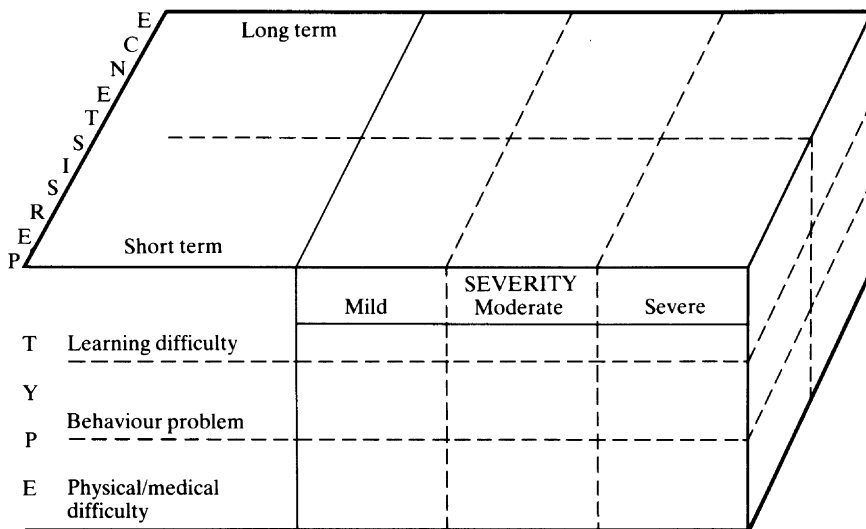 PERSISTENCE
Long term
Short term
SEVERITY
Mild Moderate Severe
TYPE
Learning difficulty
Behaviour problem
Physical/medical
difficulty